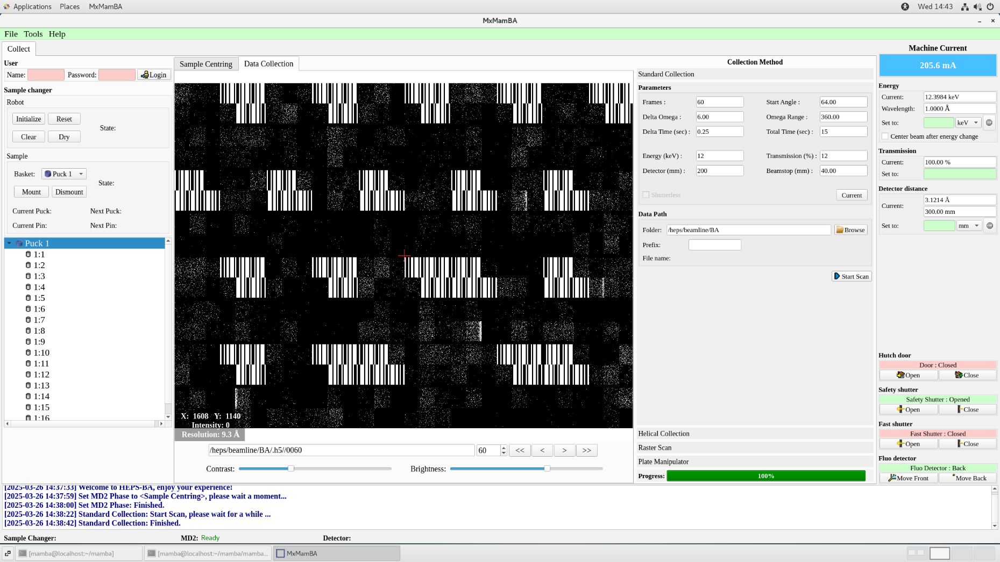 Applications Places MxMamBA Wed 14:43
MxMamBA
File Tools Help
Collect
User
Name: Password: Login
Sample changer
Robot
Initialize Reset
State:
Clear Dry
Sample
Basket: Puck 1
State:
Mount Dismount
Current Puck: Next Puck:
Current Pin: Next Pin:
Puck 1
1:1
1:2
1:3
1:4
1:5
1:6
1:7
1:8
1:9
1:10
1:11
1:12
1:13
1:14
1:15
1:16
Sample Centring Data Collection
X: 1608 Y: 1140
Intensity: 0
Resolution: 9.3 Å
/heps/beamline/BA/.h5//0060 60 << < > >>
Contrast: Brightness:
Collection Method
Standard Collection
Parameters
Frames : 60 Start Angle : 64.00
Delta Omega : 6.00 Omega Range : 360.00
Delta Time (sec) : 0.25 Total Time (sec) : 15
Energy (keV) : 12 Transmission (%) : 12
Detector (mm) : 200 Beamstop (mm) : 40.00
Shutterless Current
Data Path
Folder: /heps/beamline/BA Browse
Prefix:
File name:
Start Scan
Helical Collection
Raster Scan
Plate Manipulator
Progress: 100%
Machine Current
205.6 mA
Energy
Current: 12.3984 keV
Wavelength: 1.0000 Å
Set to: keV
Center beam after energy change
Transmission
Current: 100.00 %
Set to:
Detector distance
Current: 3.1214 Å
300.00 mm
Set to: mm
Hutch door
Door : Closed
Open Close
Safety shutter
Safety Shutter : Opened
Open Close
Fast shutter
Fast Shutter : Closed
Open Close
Fluo detector
Fluo Detector : Back
Move Front Move Back
[2025-03-26 14:37:33] Welcome to HEPS-BA, enjoy your experience!
[2025-03-26 14:37:59] Set MD2 Phase to <Sample Centring>, please wait a moment...
[2025-03-26 14:38:00] Set MD2 Phase: Finished.
[2025-03-26 14:38:22] Standard Collection: Start Scan, please wait for a while ...
[2025-03-26 14:38:42] Standard Collection: Finished.
Sample Changer: MD2: Ready Detector:
[mamba@localhost:~/mamba] [mamba@localhost:~/mamba/mamba... MxMamBA